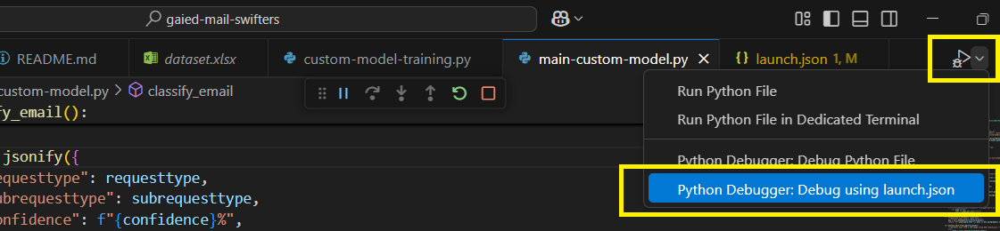 gaied-mail-swifters
README.md
dataset.xlsx
custom-model-training.py
main-custom-model.py
{} launch.json 1, M
custom-model.py > classify_email
fy_email():
jsonify({
equesttype": requesttype,
ubrequesttype": subrequesttype,
onfidence": f"{confidence}%",
Run Python File
Run Python File in Dedicated Terminal
Python Debugger: Debug Python File
Python Debugger: Debug using launch.json